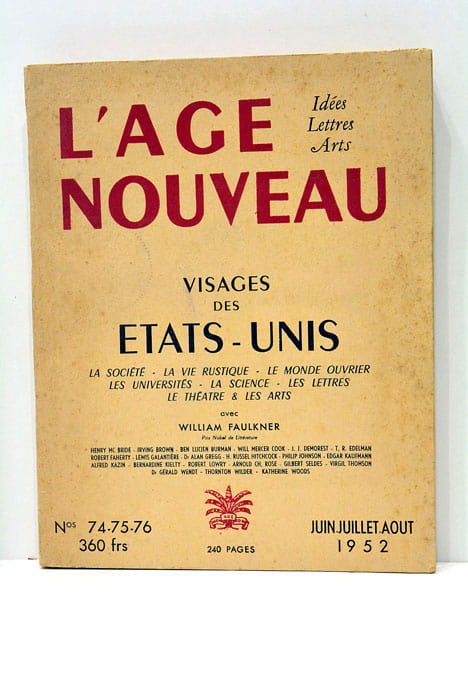 L'AGE
NOUVEAU
Idées
Lettres
Arts
VISAGES
DES
ETATS-UNIS
LA SOCIÉTÉ - LA VIE RUSTIQUE - LE MONDE OUVRIER
LES UNIVERSITÉS - LA SCIENCE - LES LETTRES
LE THÉATRE & LES ARTS
avec
WILLIAM FAULKNER
Prix Nobel de Littérature
HENRY MC BRIDE - IRVING BROWN - BEN LUCIEN BURMAN - WILL MERCER COOK - J. J. DEMOREST - T. R. EDELMAN
ROBERT FAHERTY - LEWIS GALANTIÈRE - Dr ALAN GREGG - H. RUSSEL HITCHCOCK - PHILIP JOHNSON - EDGAR KAUFMANN
ALFRED KAZIN - BERNARDINE KIELTY - ROBERT LOWRY - ARNOLD CH. ROSE - GILBERT SELDES - VIRGIL THOMSON
Dr GÉRALD WENDT - THORNTON WILDER - KATHERINE WOODS
Nos 74-75-76
360 frs
240 PAGES
JUIN.JUILLET.AOUT
1952